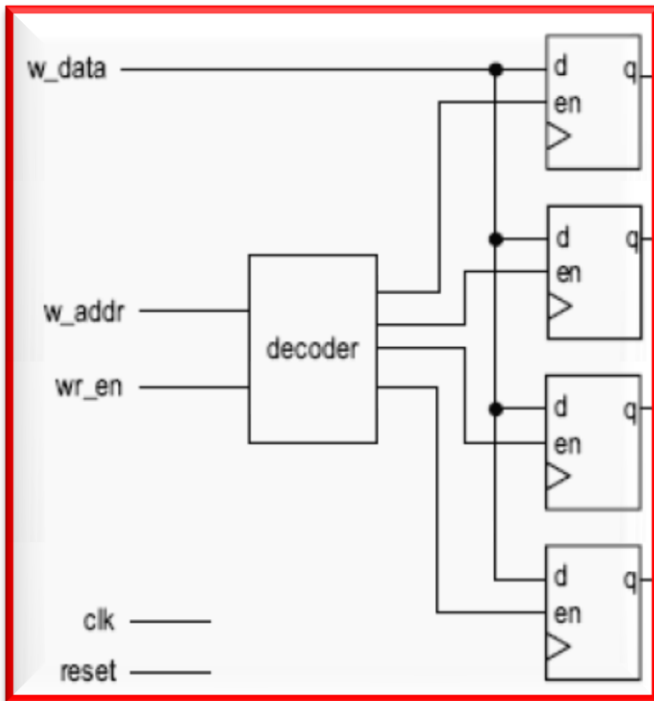 w_data
d q
en
d q
en
w_addr
decoder
wr_en
d q
en
d q
en
clk
reset